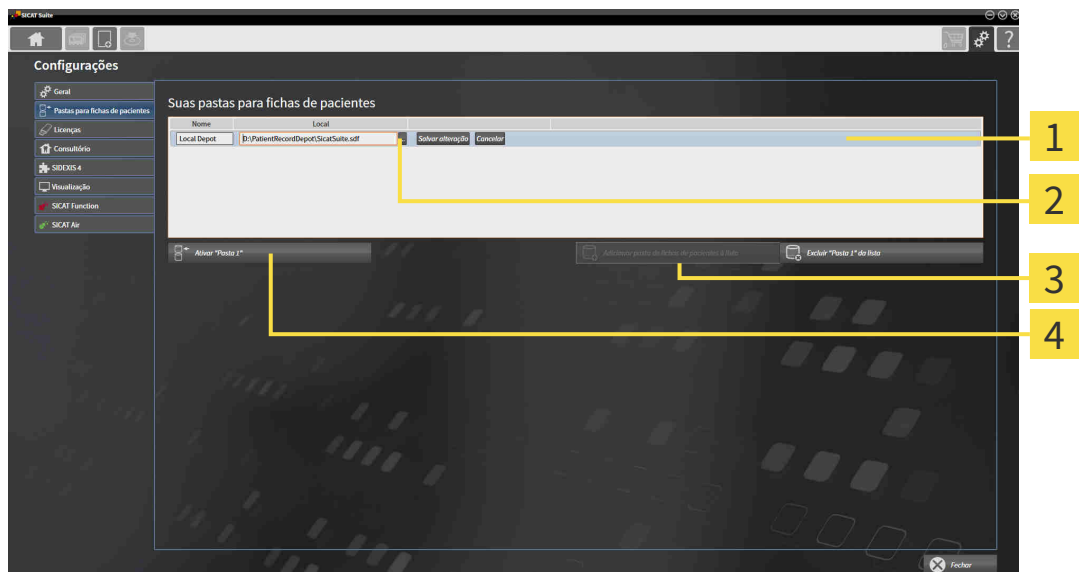 SICAT Suite
?
Configurações
Geral
Pastas para fichas de pacientes
Licenças
Consultório
SIDEXIS 4
Visualização
SICAT Function
SICAT Air
Suas pastas para fichas de pacientes
Nome Local
Local Depot D:\PatientRecordDepot\SicatSuite.sdf ... Salvar alteração Cancelar
Ativar "Pasta 1" Adicionar pasta de fichas de pacientes à lista Excluir "Pasta 1" da lista
Fechar
1
2
3
4